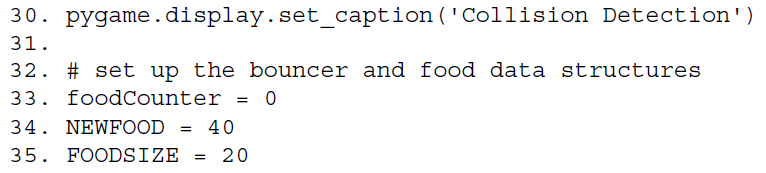 30. pygame.display.set_caption('Collision Detection')
31.
32. # set up the bouncer and food data structures
33. foodCounter = 0
34. NEWFOOD = 40
35. FOODSIZE = 20